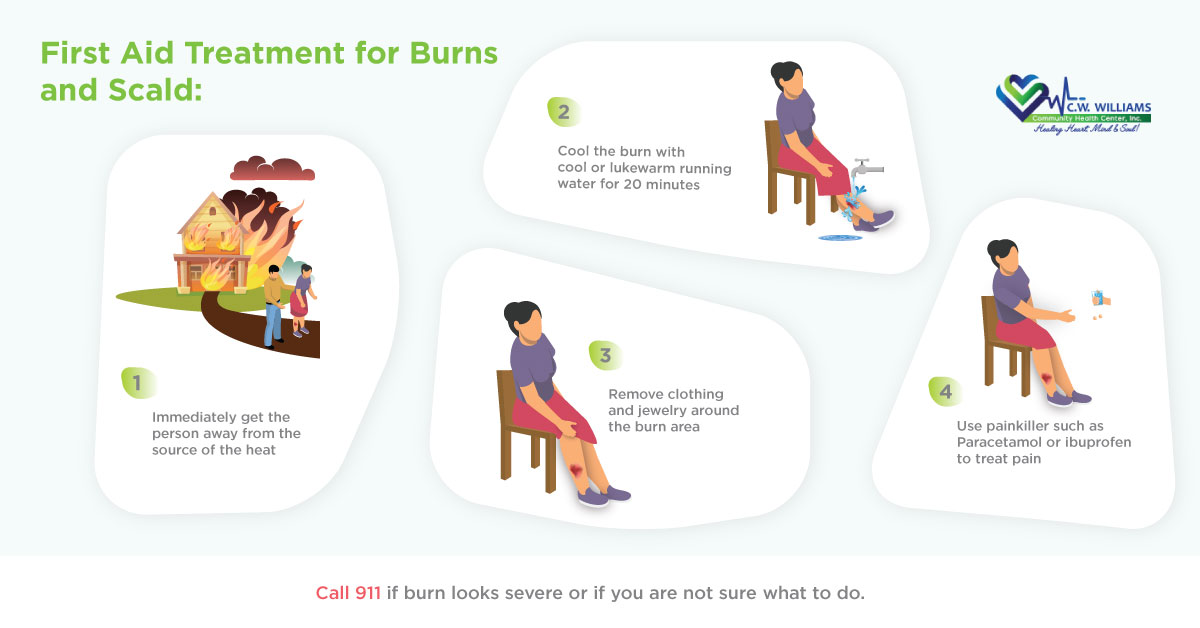 First Aid Treatment for Burns
and Scald:
C.W. WILLIAMS
Community Health Center, Inc.
Healing Heart, Mind & Soul!
1
Immediately get the
person away from the
source of the heat
2
Cool the burn with
cool or lukewarm running
water for 20 minutes
3
Remove clothing
and jewelry around
the burn area
4
Use painkiller such as
Paracetamol or ibuprofen
to treat pain
Call 911 if burn looks severe or if you are not sure what to do.